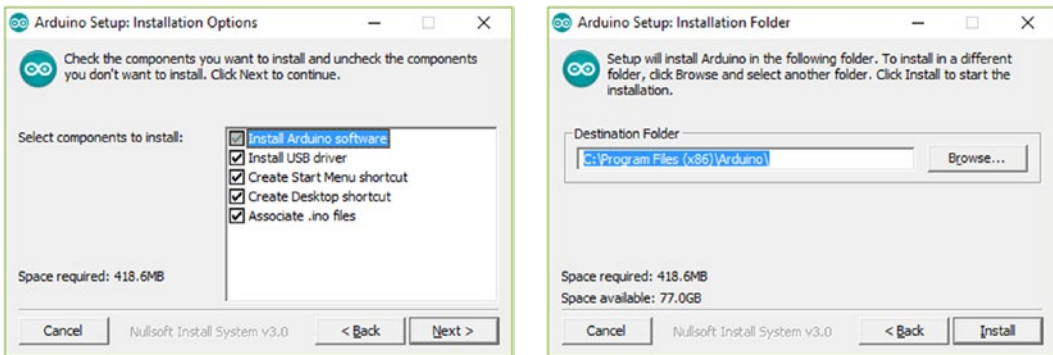 Arduino Setup: Installation Options
Check the components you want to install and uncheck the components
you don't want to install. Click Next to continue.
Select components to install:
Install Arduino software
Install USB driver
Create Start Menu shortcut
Create Desktop shortcut
Associate .ino files
Space required: 418.6MB
Cancel
Nullsoft Install System v3.0
< Back
Next >
Arduino Setup: Installation Folder
Setup will install Arduino in the following folder. To install in a different
folder, click Browse and select another folder. Click Install to start the
installation.
Destination Folder
C:\Program Files (x86)\Arduino\
Browse...
Space required: 418.6MB
Space available: 77.0GB
Cancel
Nullsoft Install System v3.0
< Back
Install